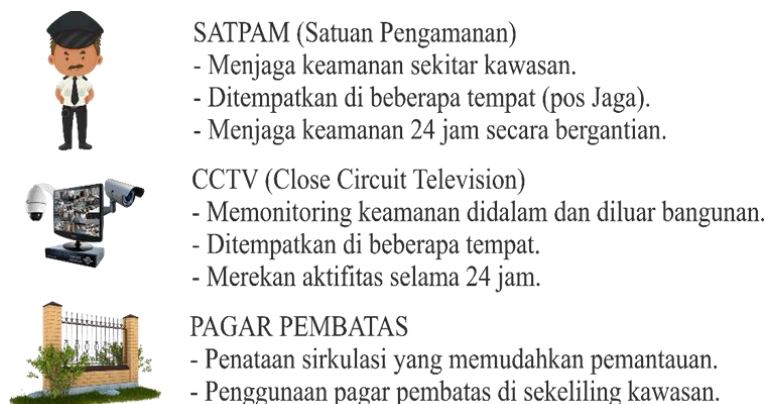 SATPAM (Satuan Pengamanan)
- Menjaga keamanan sekitar kawasan.
- Ditempatkan di beberapa tempat (pos Jaga).
- Menjaga keamanan 24 jam secara bergantian.
CCTV (Close Circuit Television)
- Memonitoring keamanan didalam dan diluar bangunan.
- Ditempatkan di beberapa tempat.
- Merekan aktifitas selama 24 jam.
PAGAR PEMBATAS
- Penataan sirkulasi yang memudahkan pemantauan.
- Penggunaan pagar pembatas di sekeliling kawasan.